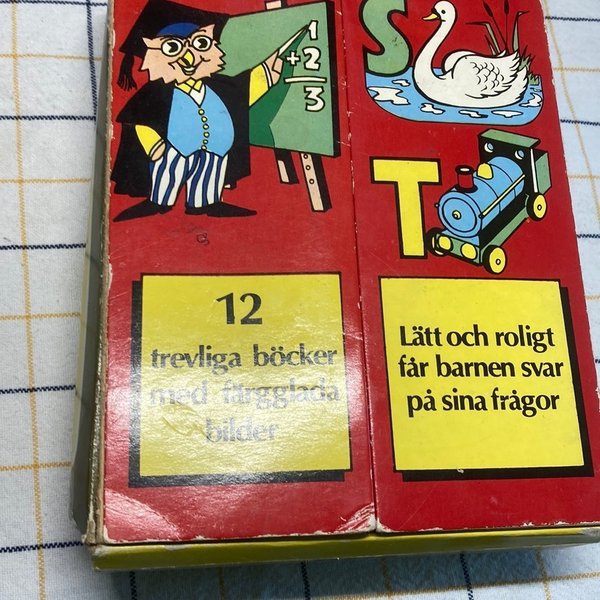 1
+2
3
S
T
12
trevliga böcker
med färgglada
bilder
Lätt och roligt
får barnen svar
på sina frågor